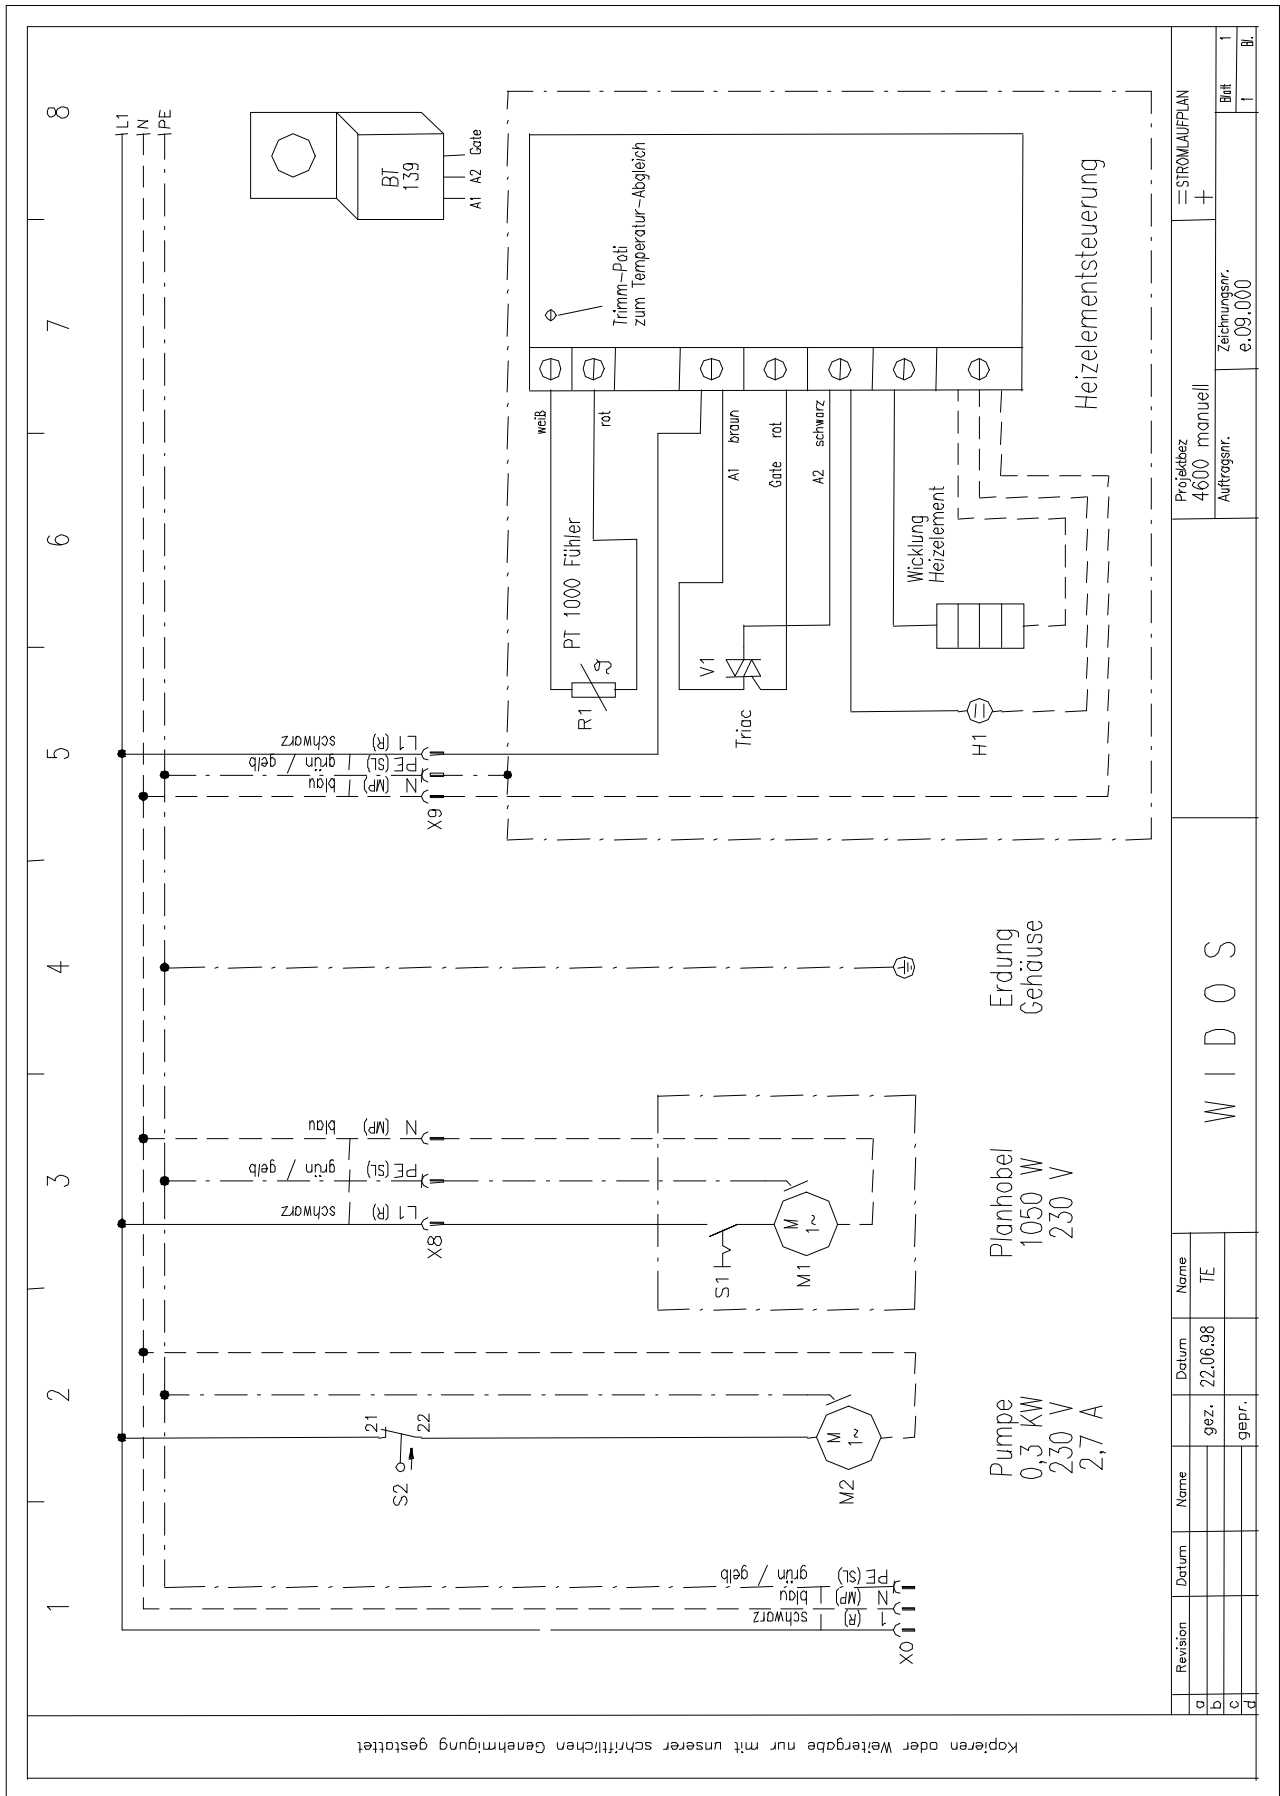 1
2
3
4
5
6
7
8
L1
N
PE
BT
139
A1
A2
Gate
Trimm-Poti
zum Temperatur-Abgleich
weiß
rot
A1 braun
Gate rot
A2 schwarz
Heizelementsteuerung
PT 1000 Fühler
R1
V1
Triac
Wicklung
Heizelement
H1
schwarz (R) L1
grün / gelb (SL) PE
blau (MP) N
X9
Erdung
Gehäuse
blau (MP) N
grün / gelb (SL) PE
schwarz (R) L1
X8
S1
M
1~
M1
Planhobel
1050 W
230 V
21
22
S2
M
1~
M2
Pumpe
0,3 KW
230 V
2,7 A
grün / gelb PE (SL)
blau N (MP)
schwarz 1 (R)
X0
Revision
Datum
Name
Datum
Name
a
b
c
d
gez.
22.06.98
TE
gepr.
W I D O S
Projektbez
4600 manuell
Auftragsnr.
Zeichnungsnr.
e.09.000
=STROMLAUFPLAN
+
Blatt 1
1 Bl.
Kopieren oder Weitergabe nur mit unserer schriftlichen Genehmigung gestattet